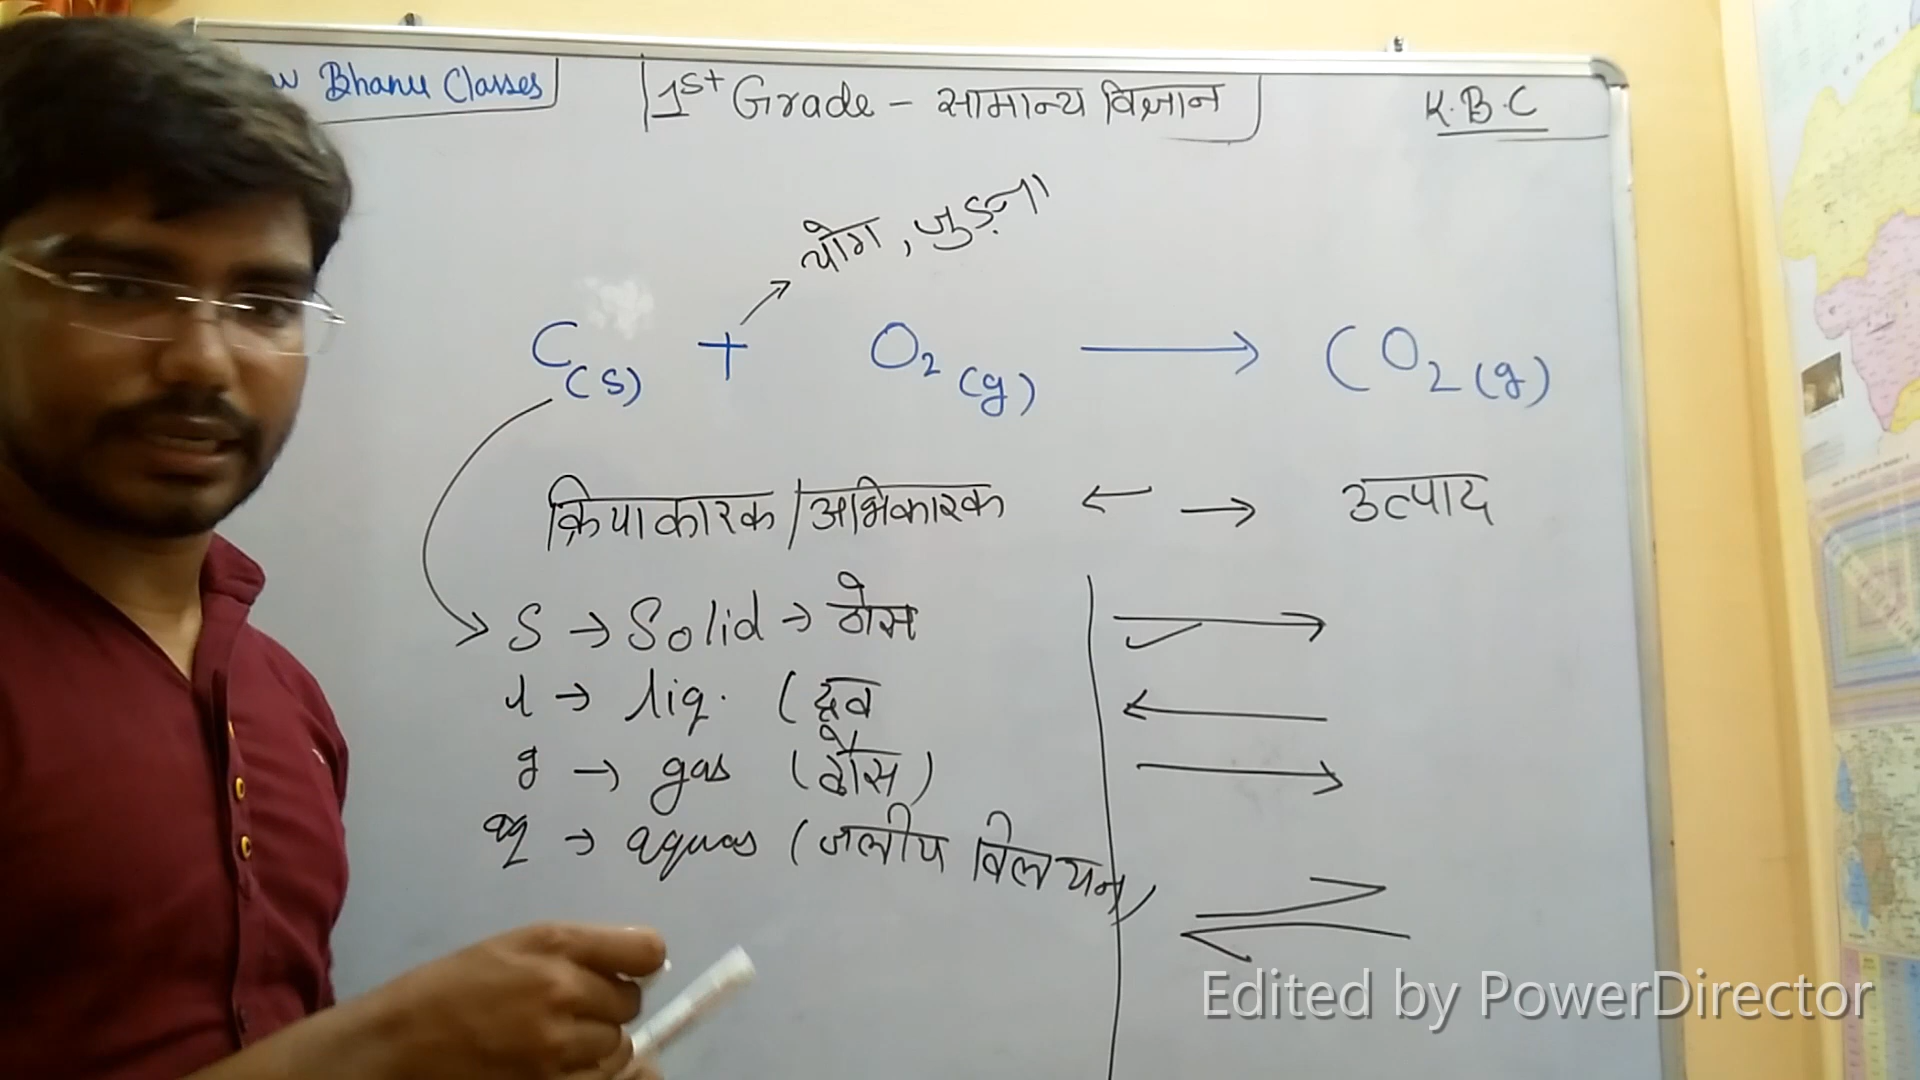 Bhanu Classes
1st Grade - सामान्य विज्ञान
K.B.C
योग, जुड़ना
C(s) + O2(g) → CO2(g)
क्रियाकारक/अभिकारक ← → उत्पाद
S → Solid → ठोस
l → liq. (द्रव
g → gas (गैस)
aq → aquas (जलीय विलयन)
Edited by PowerDirector